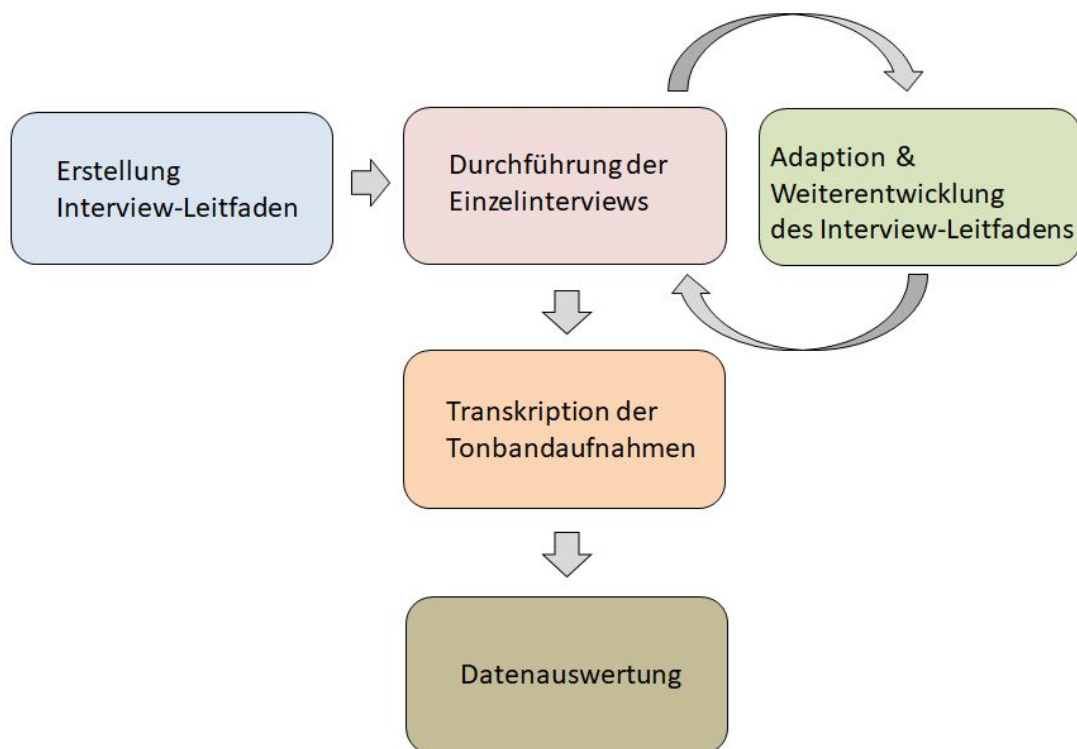 Erstellung
Interview-Leitfaden
Durchführung der
Einzelinterviews
Adaption &
Weiterentwicklung
des Interview-Leitfadens
Transkription der
Tonbandaufnahmen
Datenauswertung